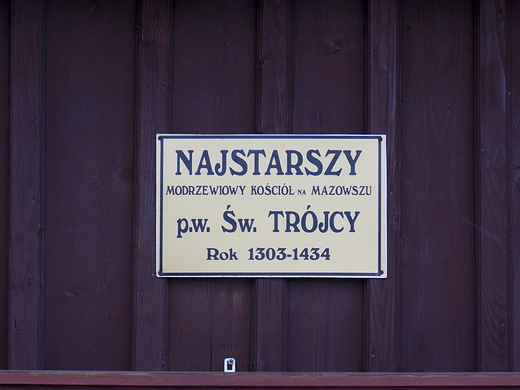 NAJSTARSZY
MODRZEWIOWY KOŚCIÓŁ NA MAZOWSZU
p.w. Św. TRÓJCY
Rok 1303-1434